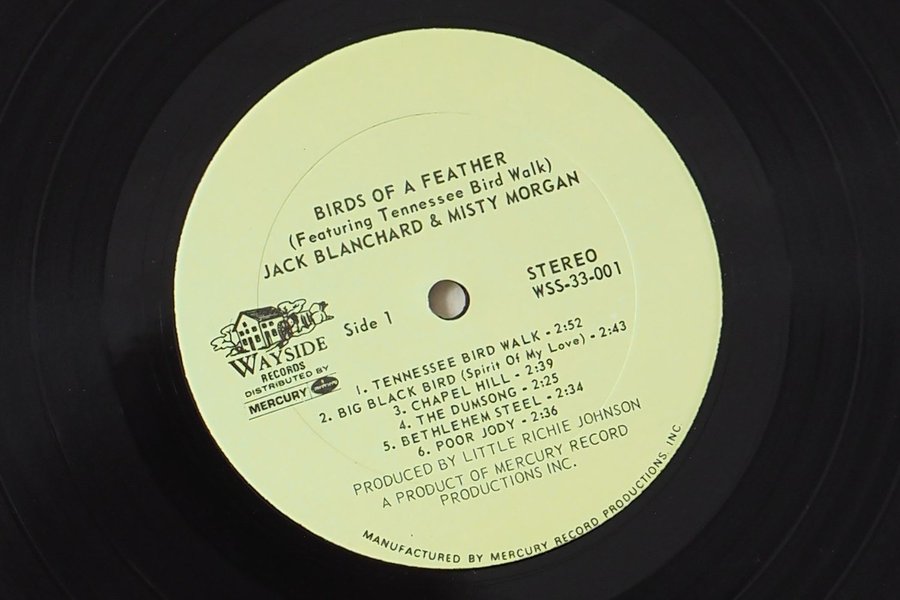 BIRDS OF A FEATHER
(Featuring Tennessee Bird Walk)
JACK BLANCHARD & MISTY MORGAN
STEREO
WSS-33-001
Side 1
WAYSIDE
RECORDS
DISTRIBUTED BY
MERCURY
1. TENNESSEE BIRD WALK - 2:52
2. BIG BLACK BIRD (Spirit Of My Love) - 2:43
3. CHAPEL HILL - 2:39
4. THE DUMSONG - 2:25
5. BETHLEHEM STEEL - 2:34
6. POOR JODY - 2:36
PRODUCED BY LITTLE RICHIE JOHNSON
A PRODUCT OF MERCURY RECORD
PRODUCTIONS INC.
MANUFACTURED BY MERCURY RECORD PRODUCTIONS, INC